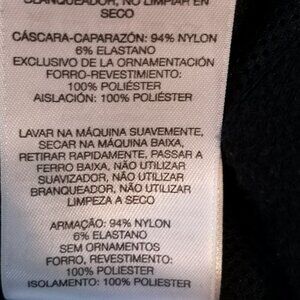 BLANQUEADOR, NO LIMPIAR EN
SECO
CÁSCARA-CAPARAZÓN: 94% NYLON
6% ELASTANO
EXCLUSIVO DE LA ORNAMENTACIÓN
FORRO-REVESTIMIENTO:
100% POLIÉSTER
AISLACIÓN: 100% POLIÉSTER
LAVAR NA MÁQUINA SUAVEMENTE,
SECAR NA MÁQUINA BAIXA,
RETIRAR RAPIDAMENTE, PASSAR A
FERRO BAIXA, NÃO UTILIZAR
SUAVIZADOR, NÃO UTILIZAR
BRANQUEADOR, NÃO UTILIZAR
LIMPEZA A SECO
ARMAÇÃO: 94% NYLON
6% ELASTANO
SEM ORNAMENTOS
FORRO, REVESTIMENTO:
100% POLIÉSTER
ISOLAMENTO: 100% POLIÉSTER